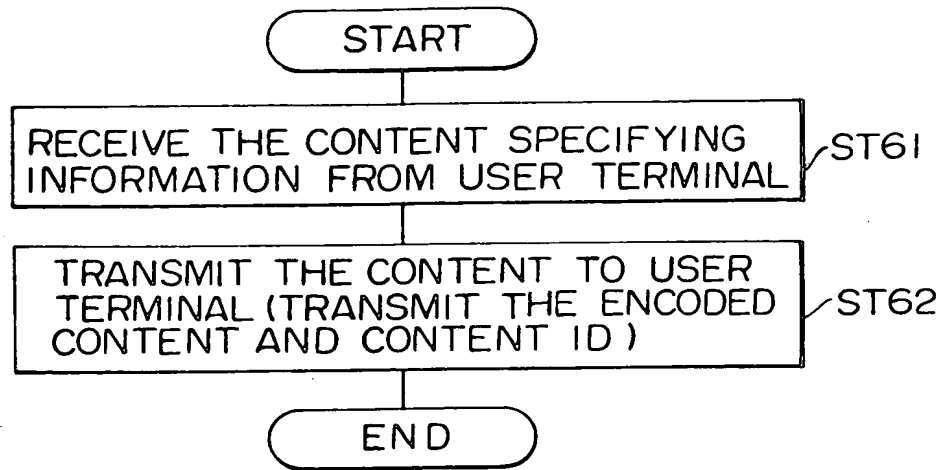 START
RECEIVE THE CONTENT SPECIFYING
INFORMATION FROM USER TERMINAL
ST61
TRANSMIT THE CONTENT TO USER
TERMINAL (TRANSMIT THE ENCODED
CONTENT AND CONTENT ID)
ST62
END